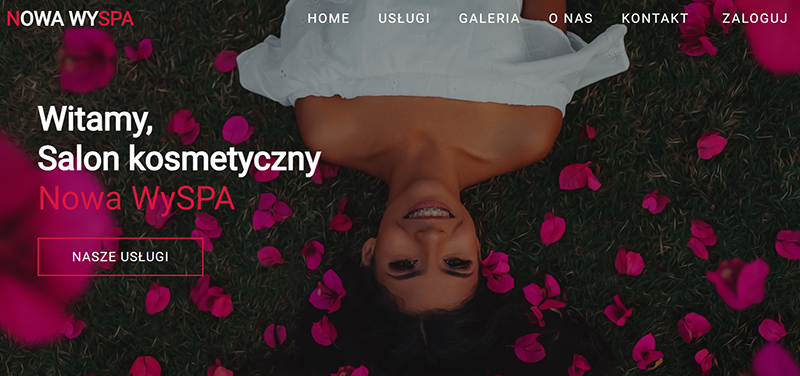 NOWA WYSPA
HOME USŁUGI GALERIA O NAS KONTAKT ZALOGUJ
Witamy,
Salon kosmetyczny
Nowa WySPA
NASZE USŁUGI